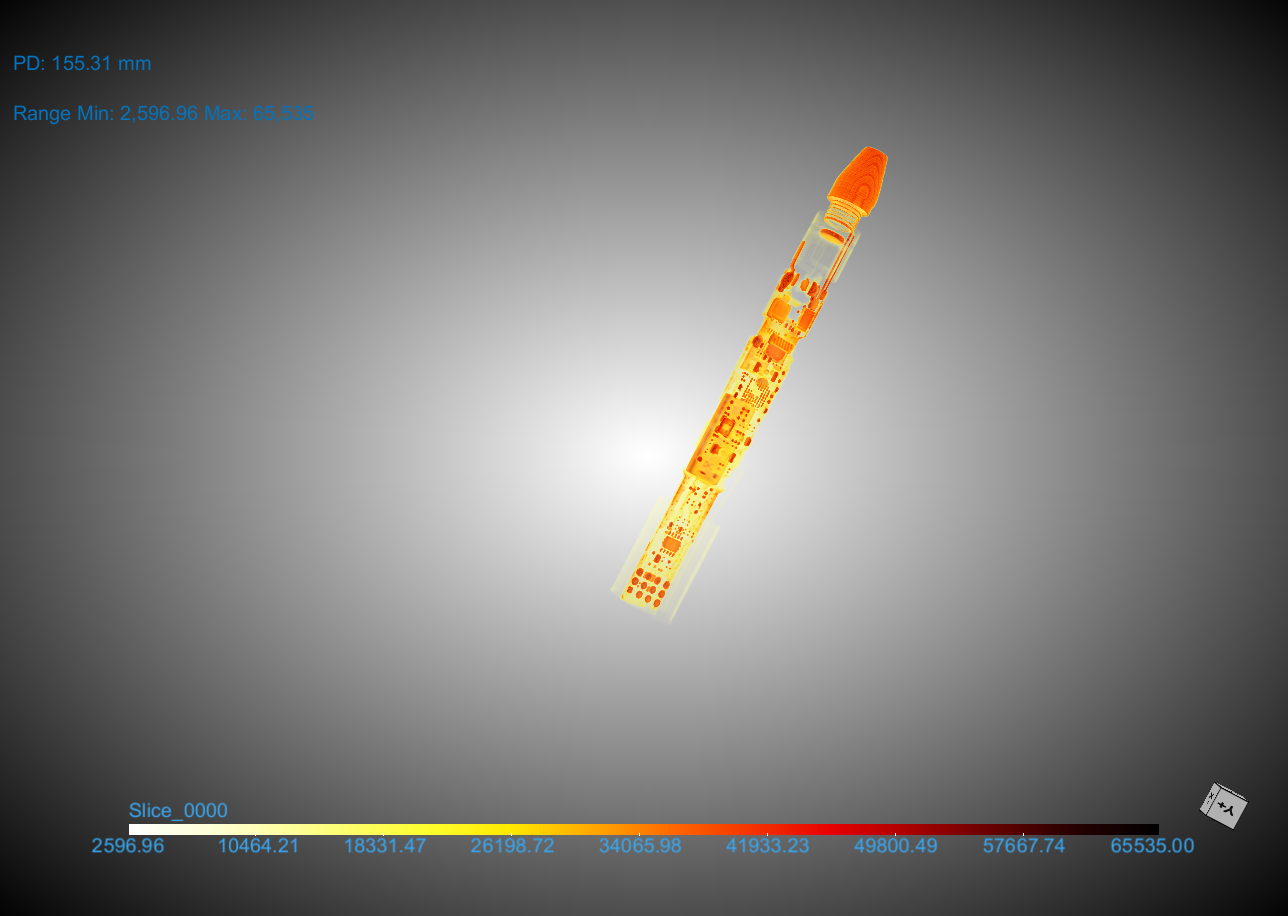 PD: 155.31 mm
Range Min: 2,596.96 Max: 65,535
Slice_0000
2596.96 10464.21 18331.47 26198.72 34065.98 41933.23 49800.49 57667.74 65535.00
Y+